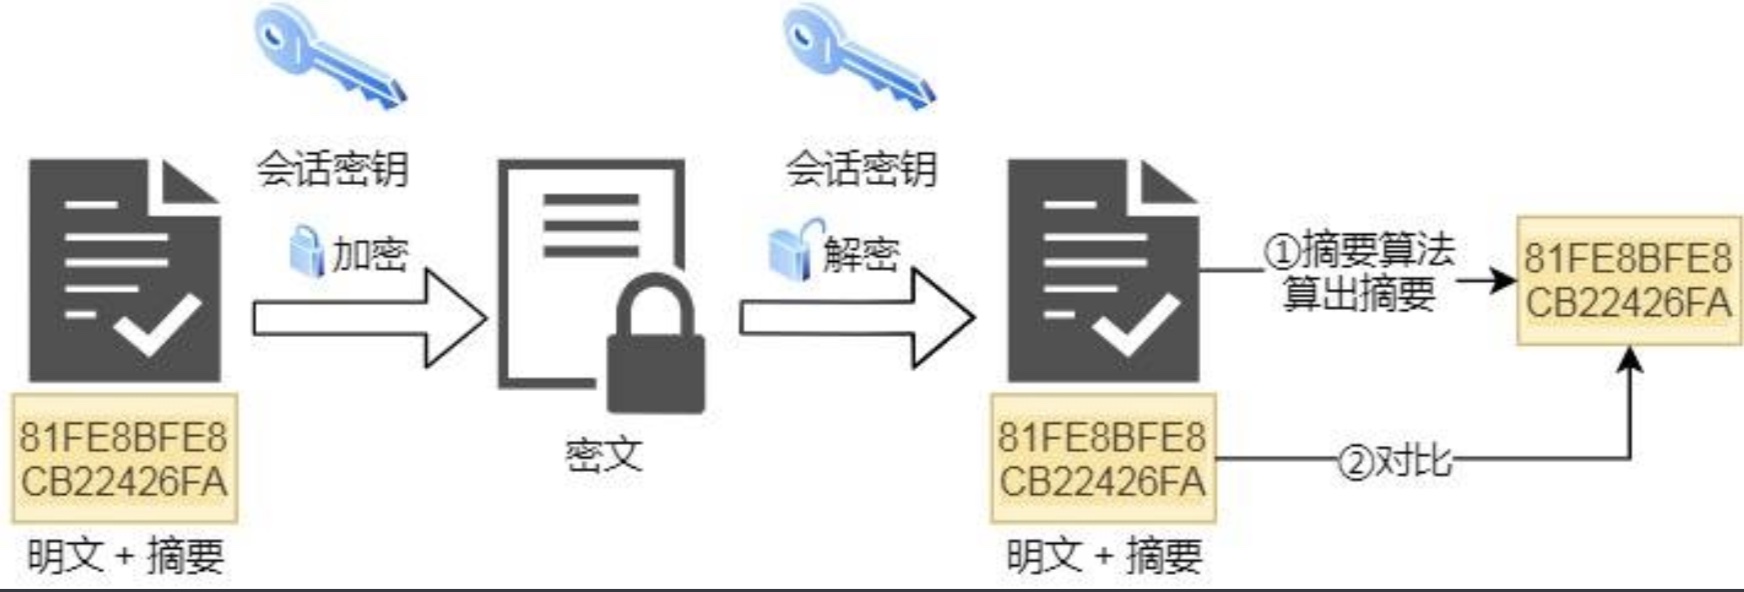 会话密钥
加密
81FE8BFE8
CB22426FA
明文 + 摘要
密文
会话密钥
解密
81FE8BFE8
CB22426FA
明文 + 摘要
①摘要算法
算出摘要
81FE8BFE8
CB22426FA
②对比